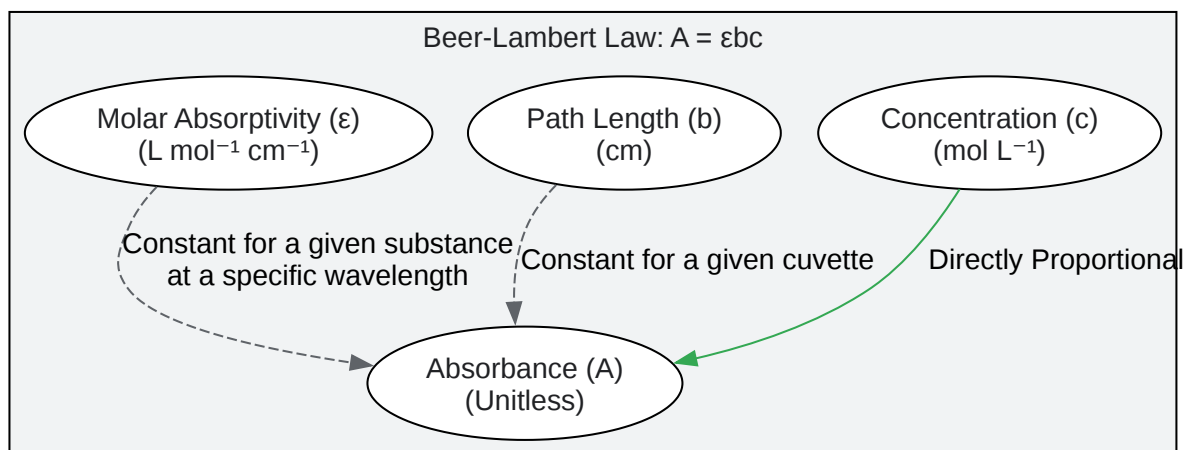 Beer-Lambert Law: A = εbc
Molar Absorptivity (ε)
(L mol⁻¹ cm⁻¹)
Path Length (b)
(cm)
Concentration (c)
(mol L⁻¹)
Constant for a given substance
at a specific wavelength
Constant for a given cuvette
Directly Proportional
Absorbance (A)
(Unitless)